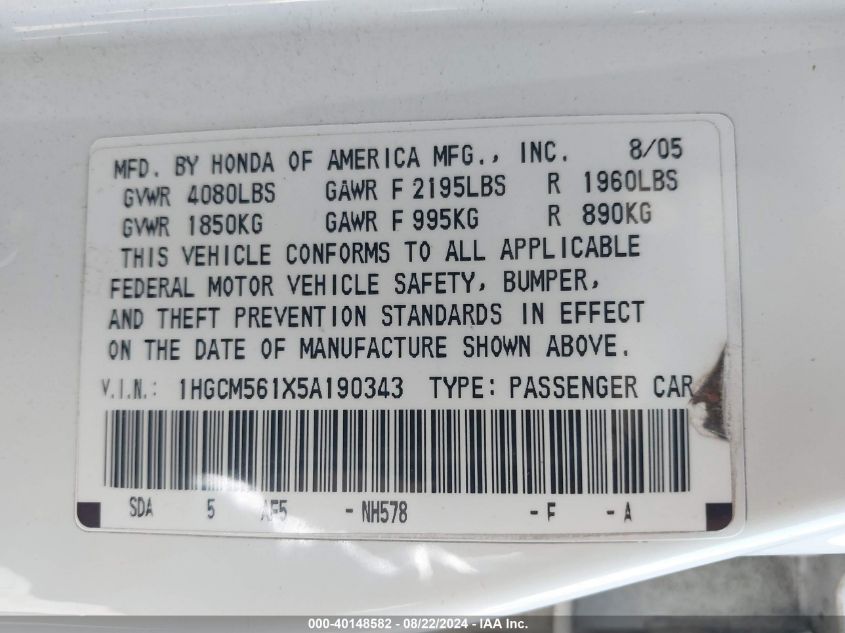 MFD. BY HONDA OF AMERICA MFG., INC. 8/05
GVWR 4080LBS GAWR F 2195LBS R 1960LBS
GVWR 1850KG GAWR F 995KG R 890KG
THIS VEHICLE CONFORMS TO ALL APPLICABLE
FEDERAL MOTOR VEHICLE SAFETY, BUMPER,
AND THEFT PREVENTION STANDARDS IN EFFECT
ON THE DATE OF MANUFACTURE SHOWN ABOVE.
V.I.N.: 1HGCM561X5A190343 TYPE: PASSENGER CAR
SDA 5 AF5 - NH578 - F - A
000-40148582 - 08/22/2024 - IAA Inc.